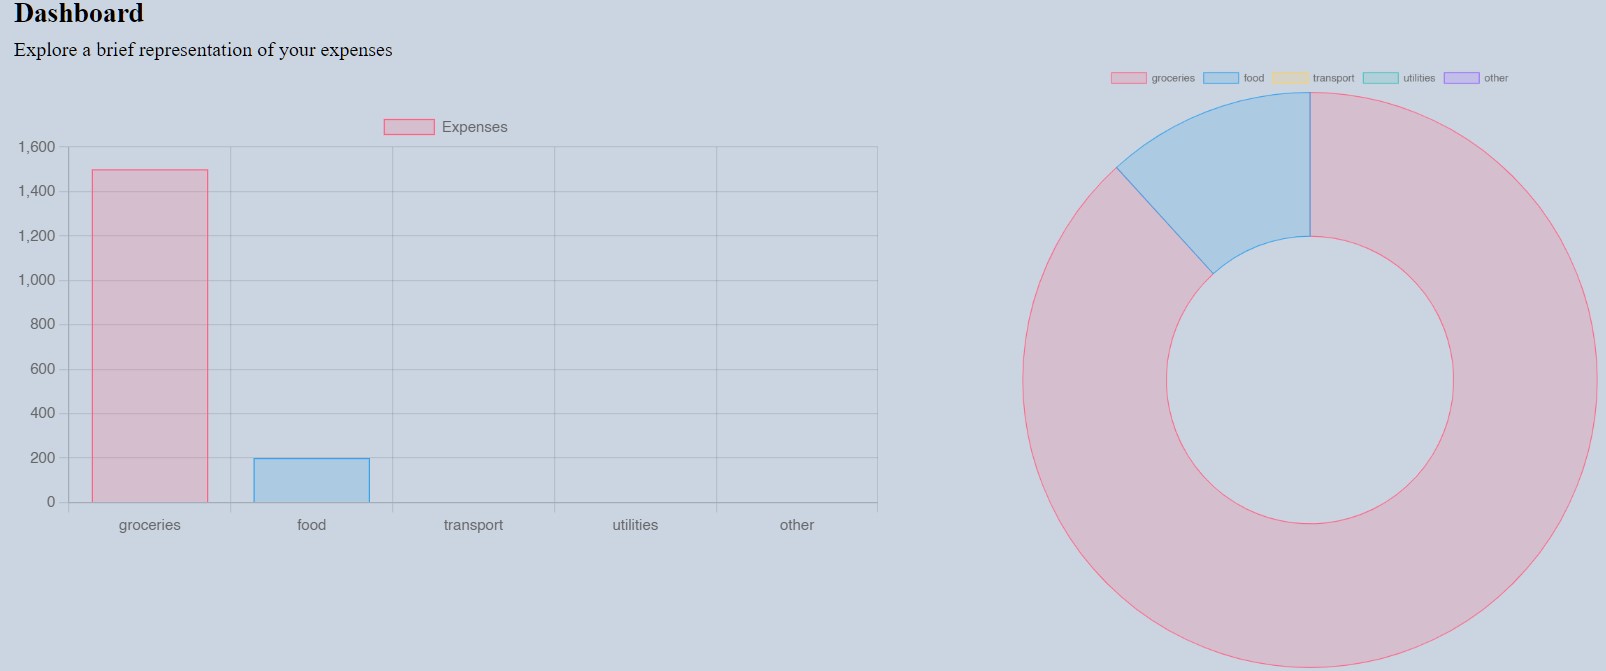 Dashboard
Explore a brief representation of your expenses
Expenses
1,600
1,400
1,200
1,000
800
600
400
200
0
groceries food transport utilities other
groceries food transport utilities other